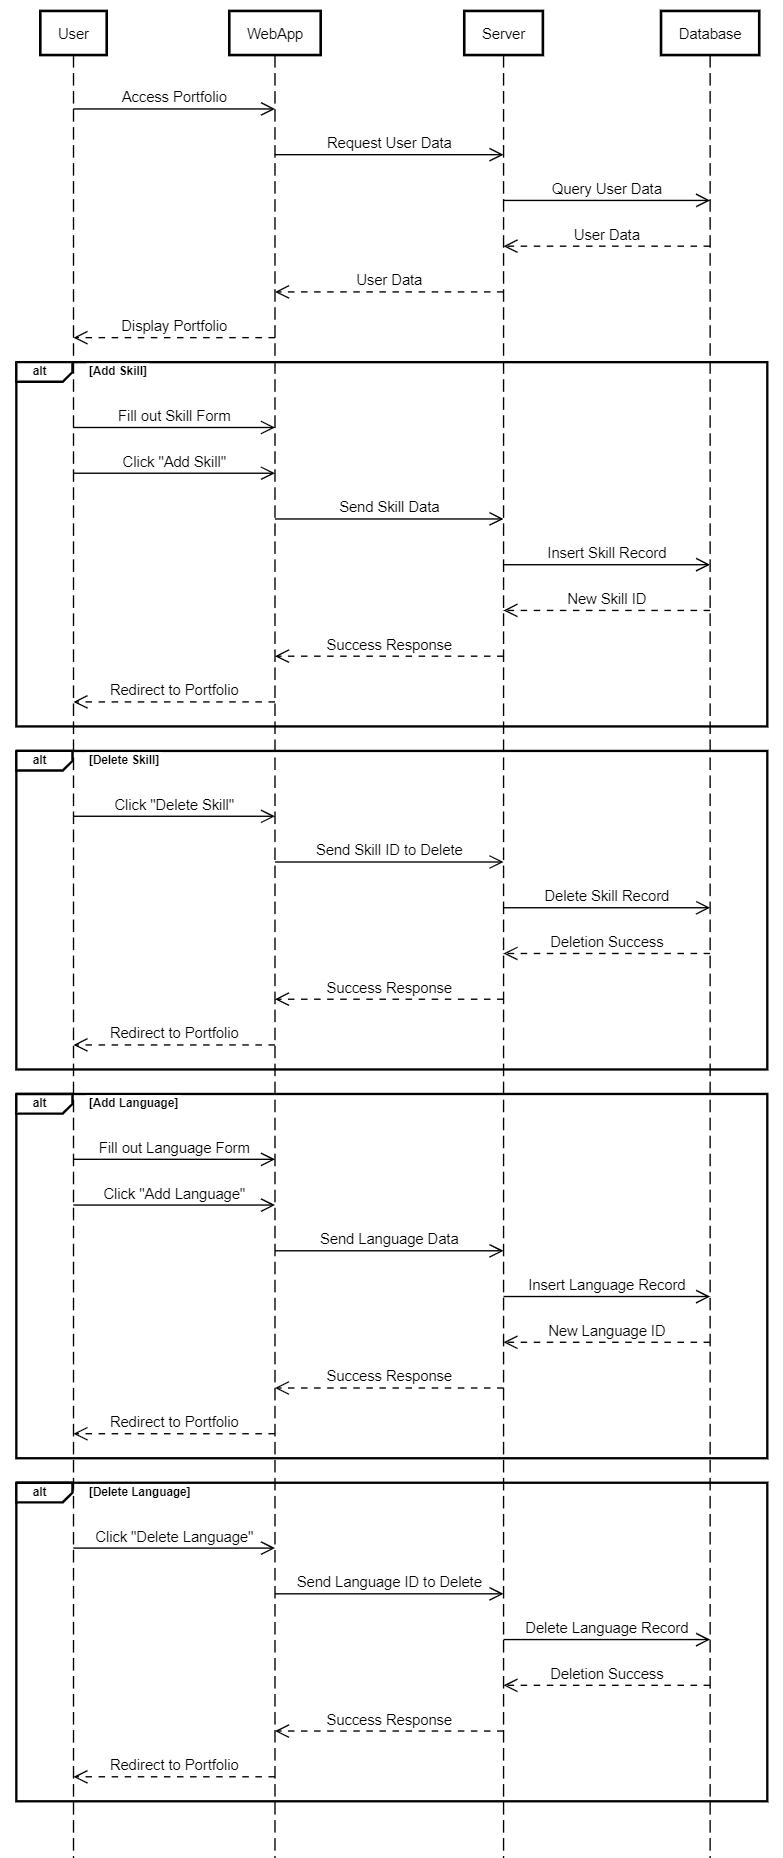 User
WebApp
Server
Database
Access Portfolio
Request User Data
Query User Data
User Data
User Data
Display Portfolio
alt
[Add Skill]
Fill out Skill Form
Click "Add Skill"
Send Skill Data
Insert Skill Record
New Skill ID
Success Response
Redirect to Portfolio
alt
[Delete Skill]
Click "Delete Skill"
Send Skill ID to Delete
Delete Skill Record
Deletion Success
Success Response
Redirect to Portfolio
alt
[Add Language]
Fill out Language Form
Click "Add Language"
Send Language Data
Insert Language Record
New Language ID
Success Response
Redirect to Portfolio
alt
[Delete Language]
Click "Delete Language"
Send Language ID to Delete
Delete Language Record
Deletion Success
Success Response
Redirect to Portfolio